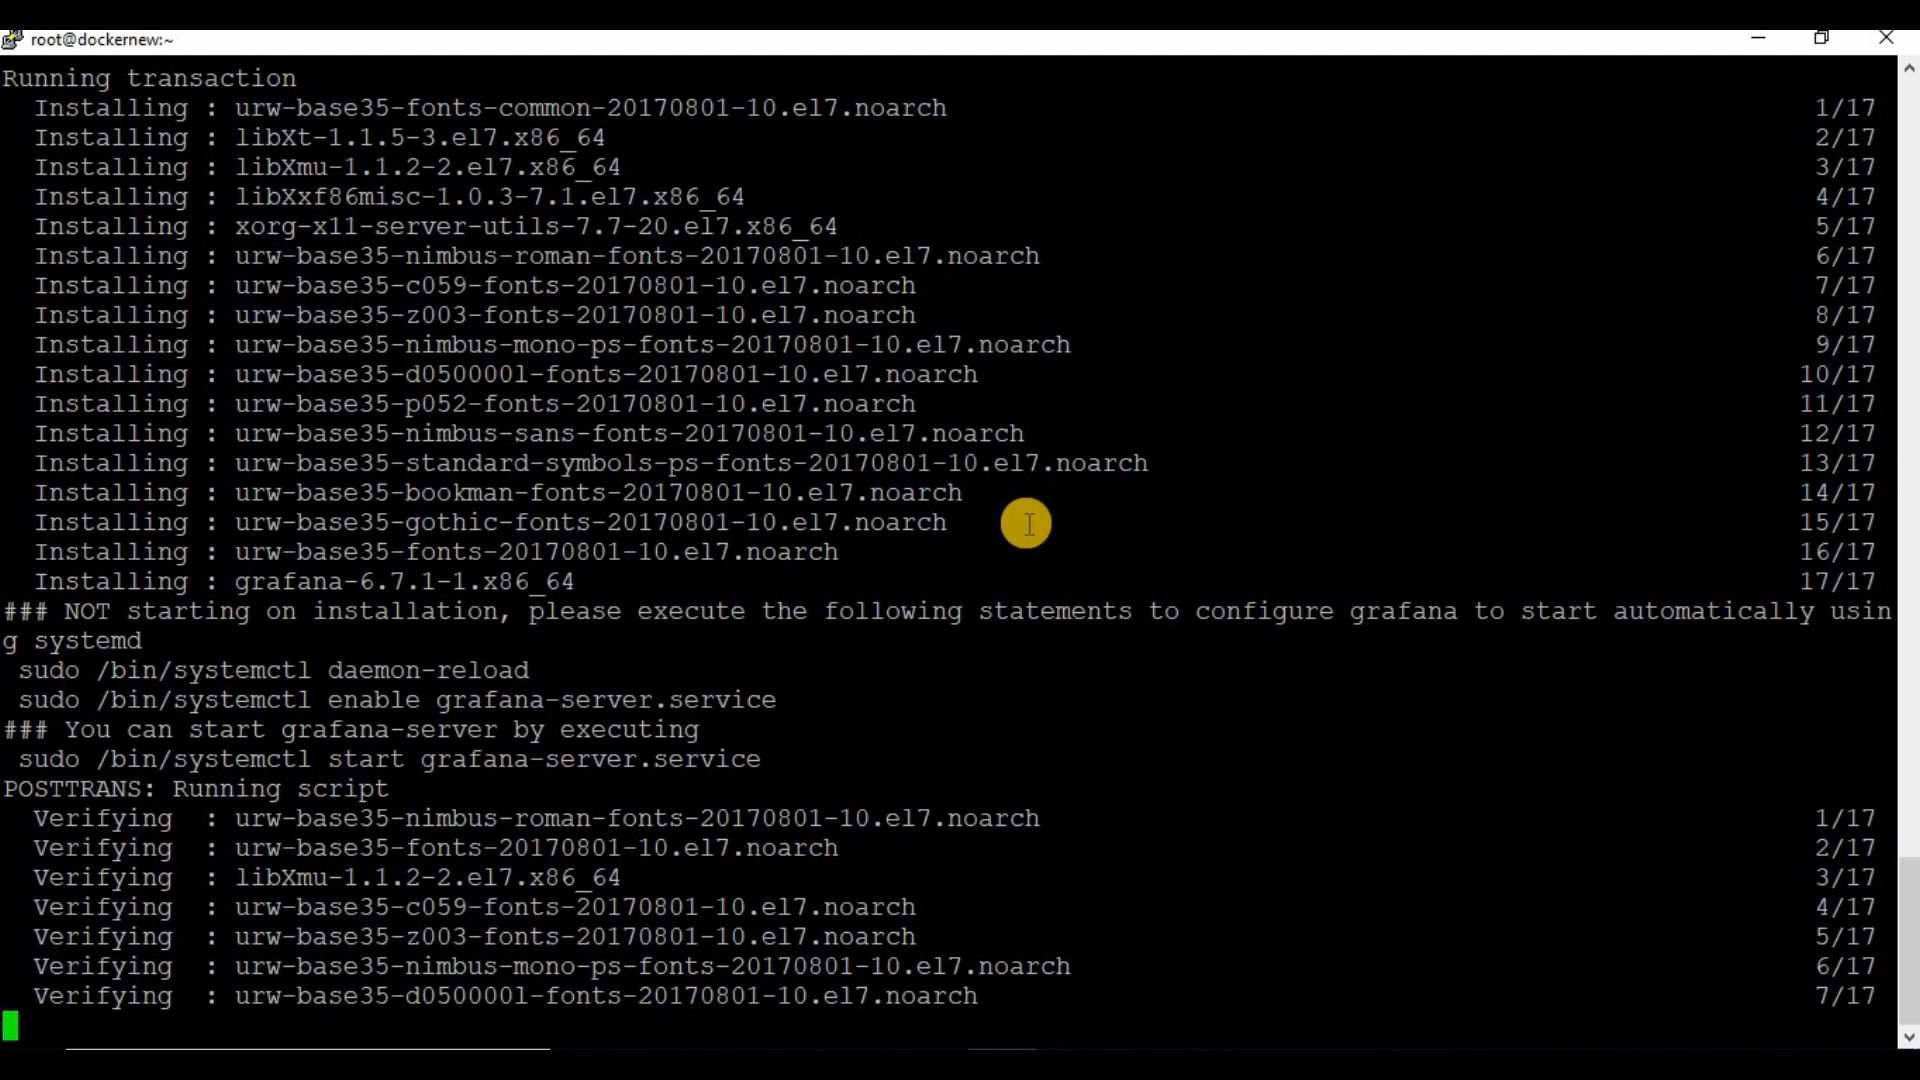 root@dockernew:~
Running transaction
  Installing : urw-base35-fonts-common-20170801-10.el7.noarch 1/17
  Installing : libXt-1.1.5-3.el7.x86_64 2/17
  Installing : libXmu-1.1.2-2.el7.x86_64 3/17
  Installing : libXxf86misc-1.0.3-7.1.el7.x86_64 4/17
  Installing : xorg-x11-server-utils-7.7-20.el7.x86_64 5/17
  Installing : urw-base35-nimbus-roman-fonts-20170801-10.el7.noarch 6/17
  Installing : urw-base35-c059-fonts-20170801-10.el7.noarch 7/17
  Installing : urw-base35-z003-fonts-20170801-10.el7.noarch 8/17
  Installing : urw-base35-nimbus-mono-ps-fonts-20170801-10.el7.noarch 9/17
  Installing : urw-base35-d050000l-fonts-20170801-10.el7.noarch 10/17
  Installing : urw-base35-p052-fonts-20170801-10.el7.noarch 11/17
  Installing : urw-base35-nimbus-sans-fonts-20170801-10.el7.noarch 12/17
  Installing : urw-base35-standard-symbols-ps-fonts-20170801-10.el7.noarch 13/17
  Installing : urw-base35-bookman-fonts-20170801-10.el7.noarch 14/17
  Installing : urw-base35-gothic-fonts-20170801-10.el7.noarch 15/17
  Installing : urw-base35-fonts-20170801-10.el7.noarch 16/17
  Installing : grafana-6.7.1-1.x86_64 17/17
### NOT starting on installation, please execute the following statements to configure grafana to start automatically usin
g systemd
 sudo /bin/systemctl daemon-reload
 sudo /bin/systemctl enable grafana-server.service
### You can start grafana-server by executing
 sudo /bin/systemctl start grafana-server.service
POSTTRANS: Running script
  Verifying  : urw-base35-nimbus-roman-fonts-20170801-10.el7.noarch 1/17
  Verifying  : urw-base35-fonts-20170801-10.el7.noarch 2/17
  Verifying  : libXmu-1.1.2-2.el7.x86_64 3/17
  Verifying  : urw-base35-c059-fonts-20170801-10.el7.noarch 4/17
  Verifying  : urw-base35-z003-fonts-20170801-10.el7.noarch 5/17
  Verifying  : urw-base35-nimbus-mono-ps-fonts-20170801-10.el7.noarch 6/17
  Verifying  : urw-base35-d050000l-fonts-20170801-10.el7.noarch 7/17